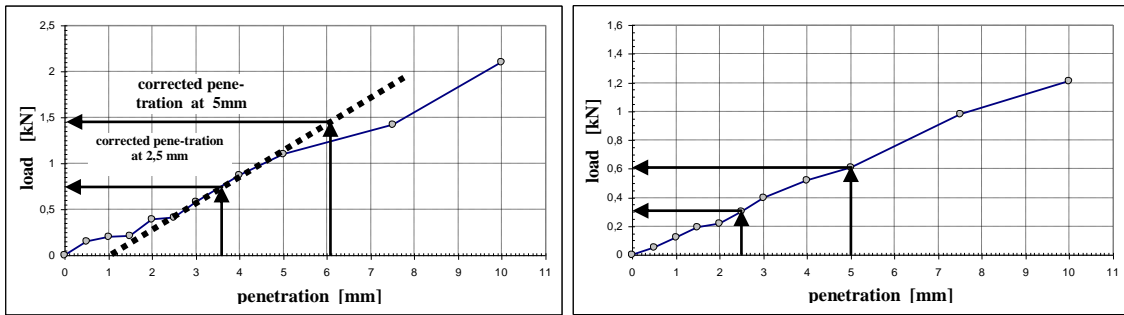 2,5
2
1,5
1
0,5
0
load [kN]
corrected pene-
tration at 5mm
corrected pene-tration
at 2,5 mm
0 1 2 3 4 5 6 7 8 9 10 11
penetration [mm]
1,6
1,4
1,2
1
0,8
0,6
0,4
0,2
0
load [kN]
0 1 2 3 4 5 6 7 8 9 10 11
penetration [mm]